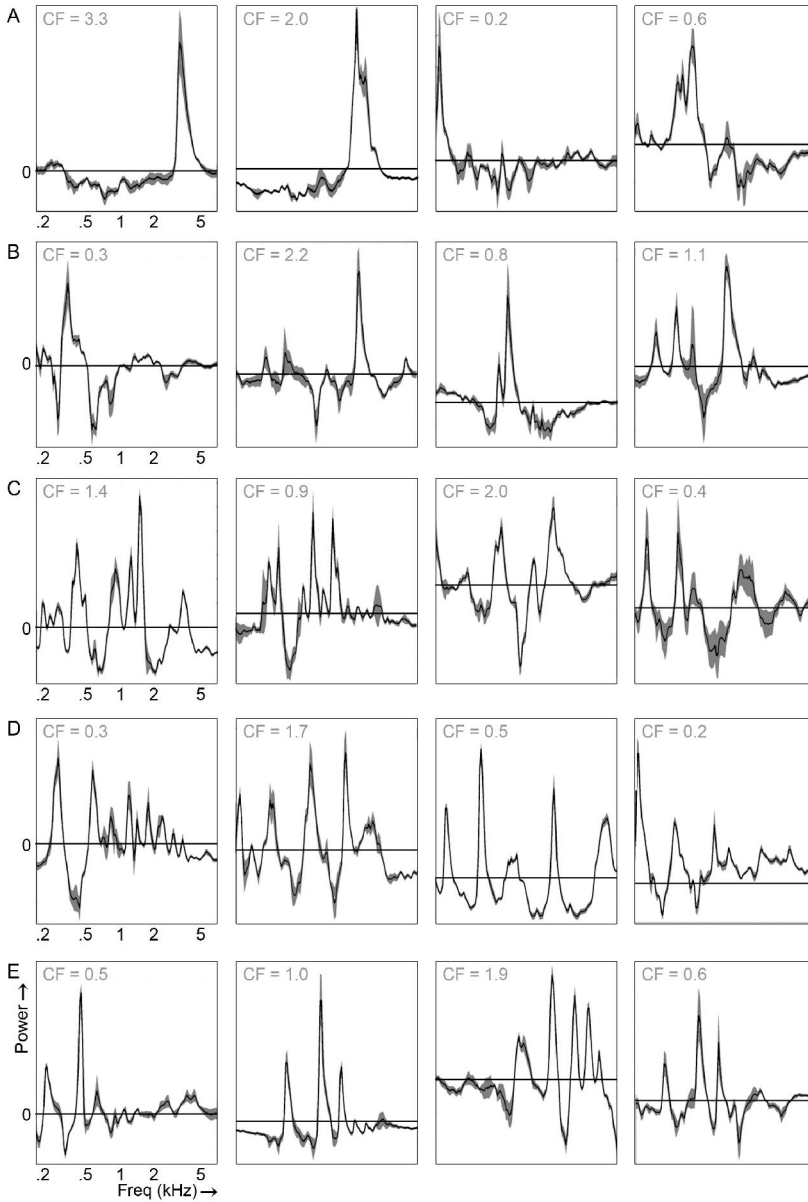 A CF = 3.3 CF = 2.0 CF = 0.2 CF = 0.6
0
.2 .5 1 2 5
B CF = 0.3 CF = 2.2 CF = 0.8 CF = 1.1
0
.2 .5 1 2 5
C CF = 1.4 CF = 0.9 CF = 2.0 CF = 0.4
0
.2 .5 1 2 5
D CF = 0.3 CF = 1.7 CF = 0.5 CF = 0.2
0
.2 .5 1 2 5
E CF = 0.5 CF = 1.0 CF = 1.9 CF = 0.6
Power →
0
.2 .5 1 2 5
Freq (kHz) →